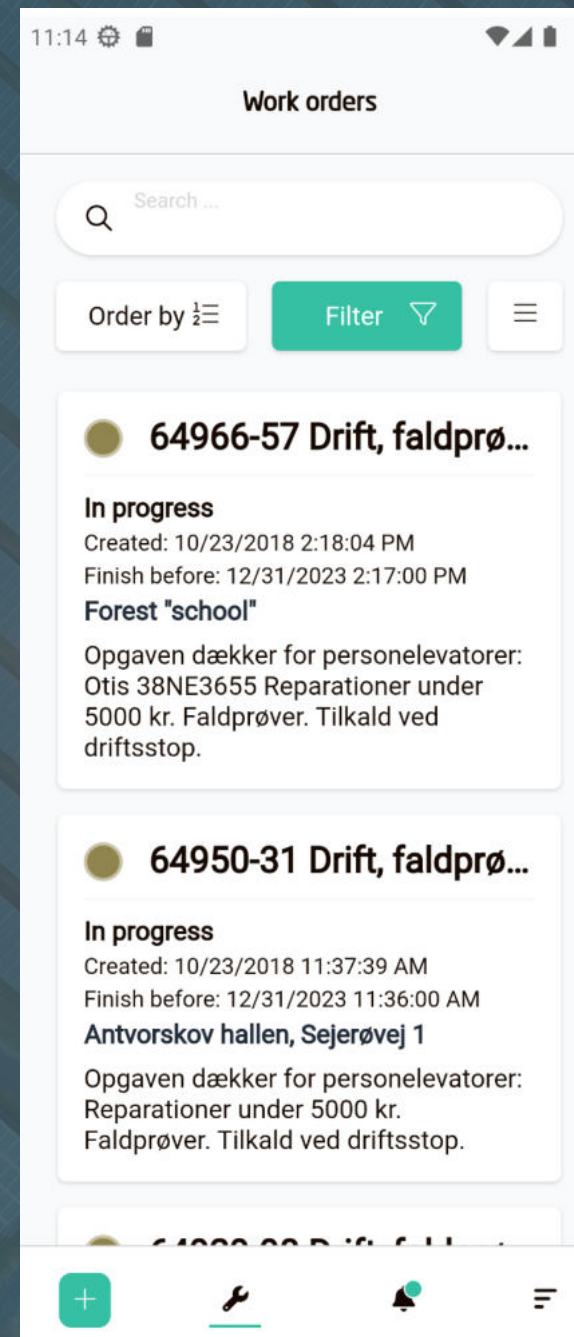 11:14
Work orders
Search ...
Order by
Filter
64966-57 Drift, faldprø...
In progress
Created: 10/23/2018 2:18:04 PM
Finish before: 12/31/2023 2:17:00 PM
Forest "school"
Opgaven dækker for personelevatorer:
Otis 38NE3655 Reparationer under
5000 kr. Faldprøver. Tilkald ved
driftsstop.
64950-31 Drift, faldprø...
In progress
Created: 10/23/2018 11:37:39 AM
Finish before: 12/31/2023 11:36:00 AM
Antvorskov hallen, Sejerøvej 1
Opgaven dækker for personelevatorer:
Reparationer under 5000 kr.
Faldprøver. Tilkald ved driftsstop.